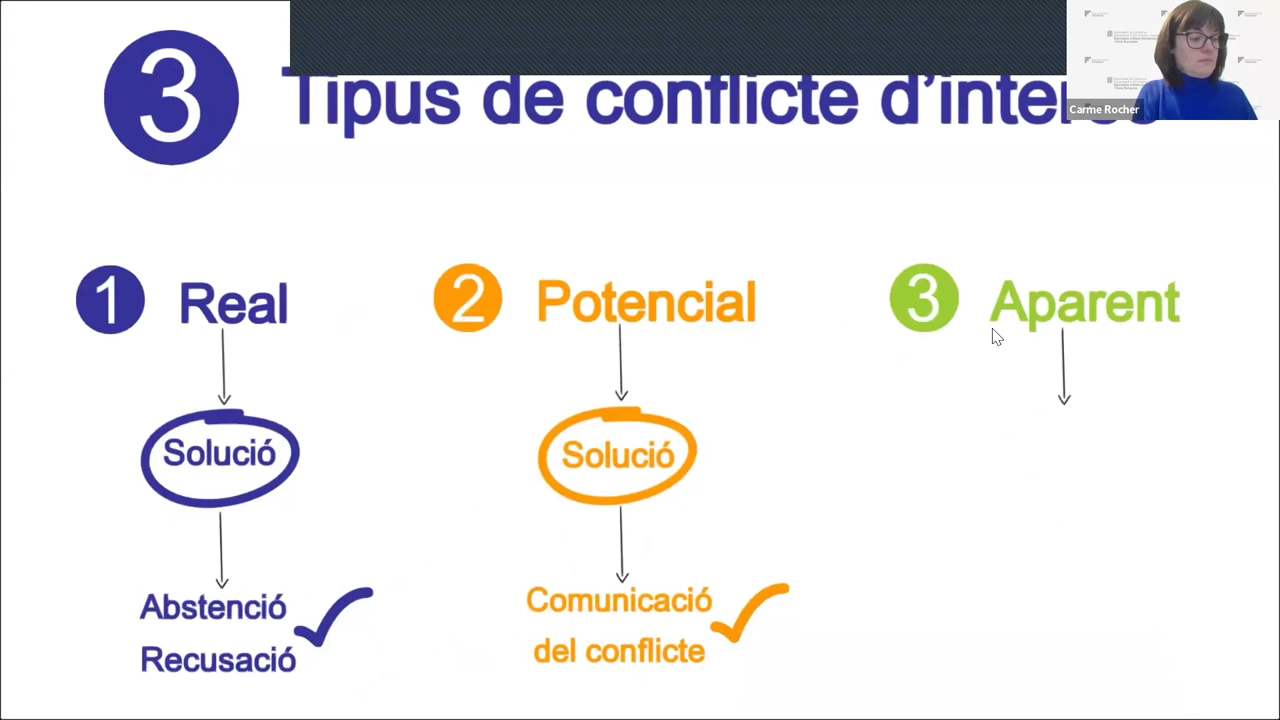 3
Tipus de conflicte d'interès
Carme Rocher
1 Real
2 Potencial
3 Aparent
Solució
Solució
Abstenció
Recusació
Comunicació
del conflicte